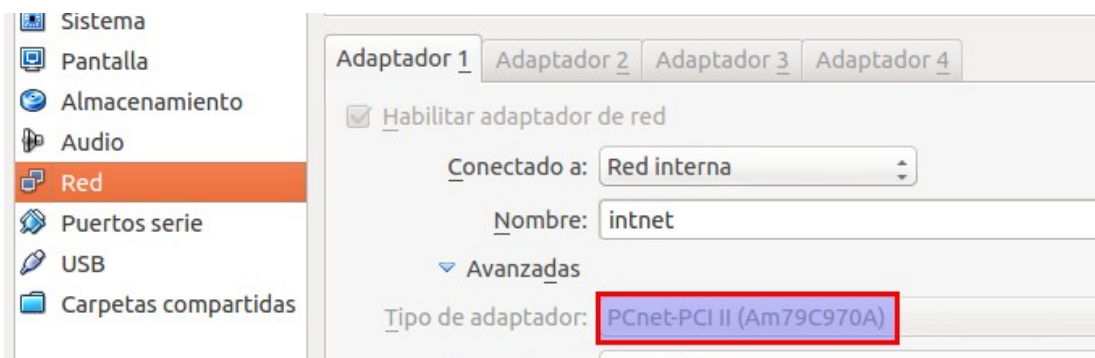 Sistema
Pantalla
Almacenamiento
Audio
Red
Puertos serie
USB
Carpetas compartidas
Adaptador 1 Adaptador 2 Adaptador 3 Adaptador 4
Habilitar adaptador de red
Conectado a: Red interna
Nombre: intnet
Avanzadas
Tipo de adaptador: PCnet-PCI II (Am79C970A)